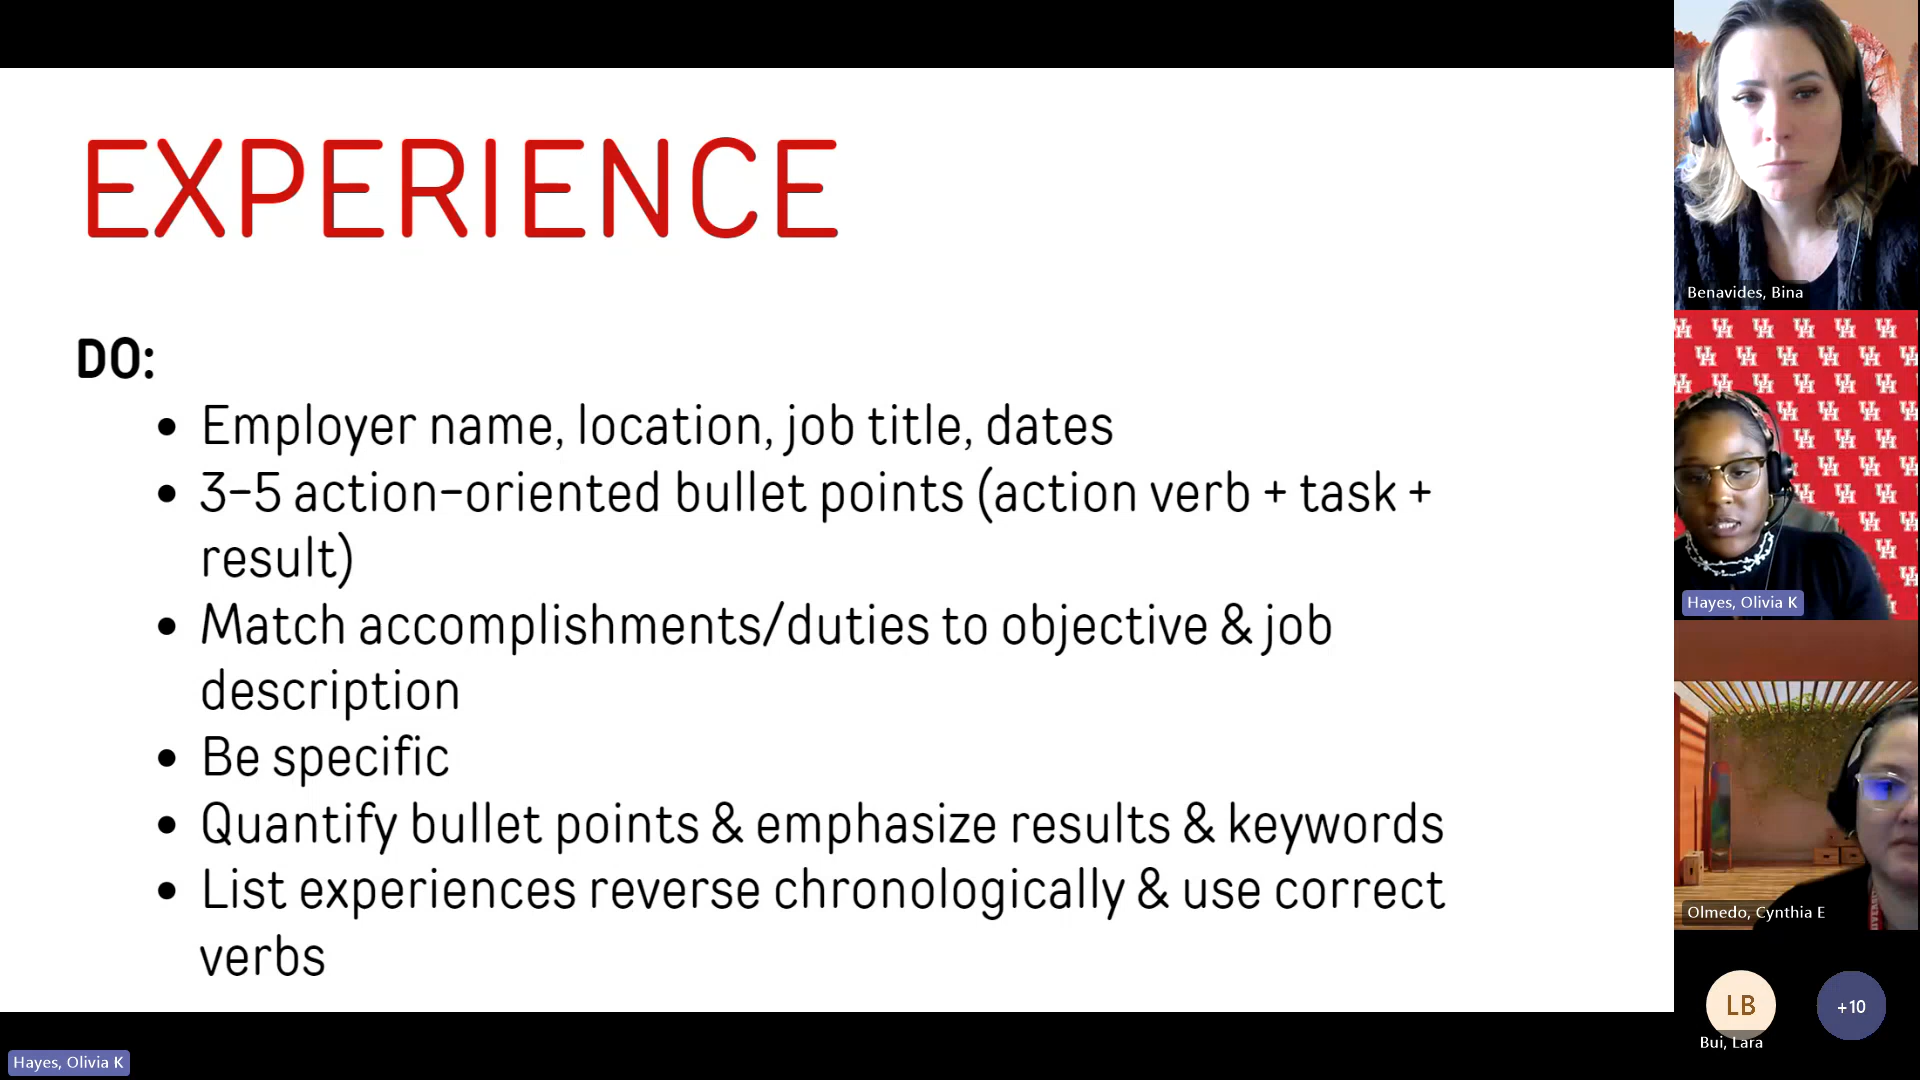 EXPERIENCE
DO:
• Employer name, location, job title, dates
• 3-5 action-oriented bullet points (action verb + task +
result)
• Match accomplishments/duties to objective & job
description
• Be specific
• Quantify bullet points & emphasize results & keywords
• List experiences reverse chronologically & use correct
verbs
Hayes, Olivia K
Benavides, Bina
Hayes, Olivia K
Olmedo, Cynthia E
LB
Bui, Lara
+10